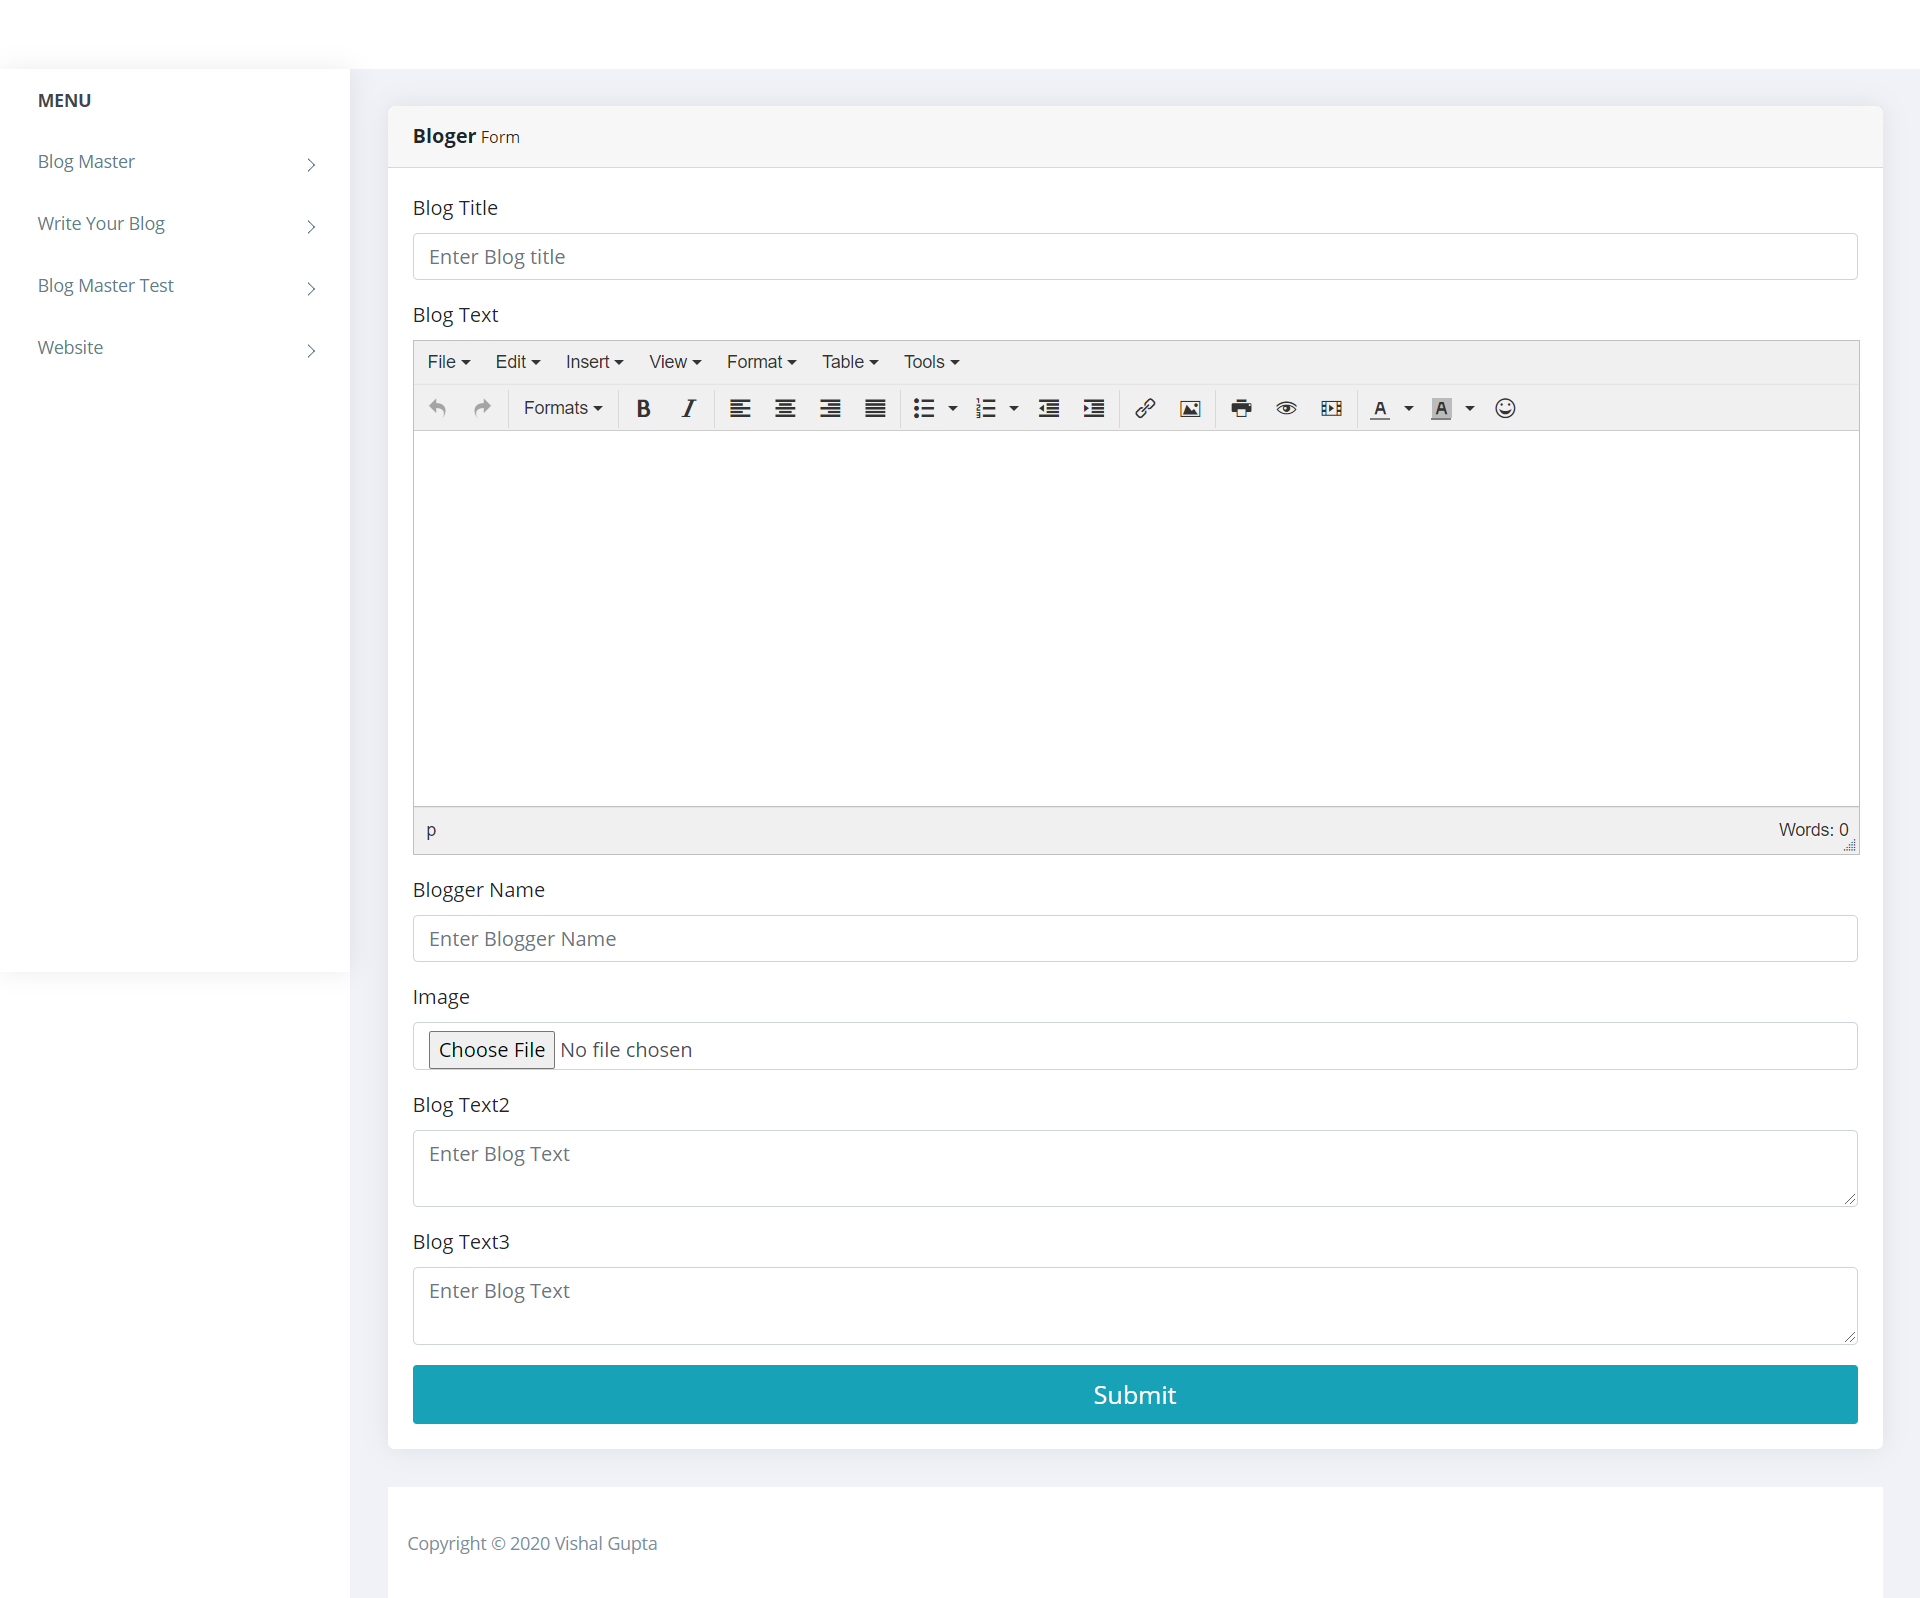 MENU
Blog Master
Write Your Blog
Blog Master Test
Website
Bloger Form
Blog Title
Enter Blog title
Blog Text
File Edit Insert View Format Table Tools
Formats B I A A
p Words: 0
Blogger Name
Enter Blogger Name
Image
Choose File No file chosen
Blog Text2
Enter Blog Text
Blog Text3
Enter Blog Text
Submit
Copyright © 2020 Vishal Gupta